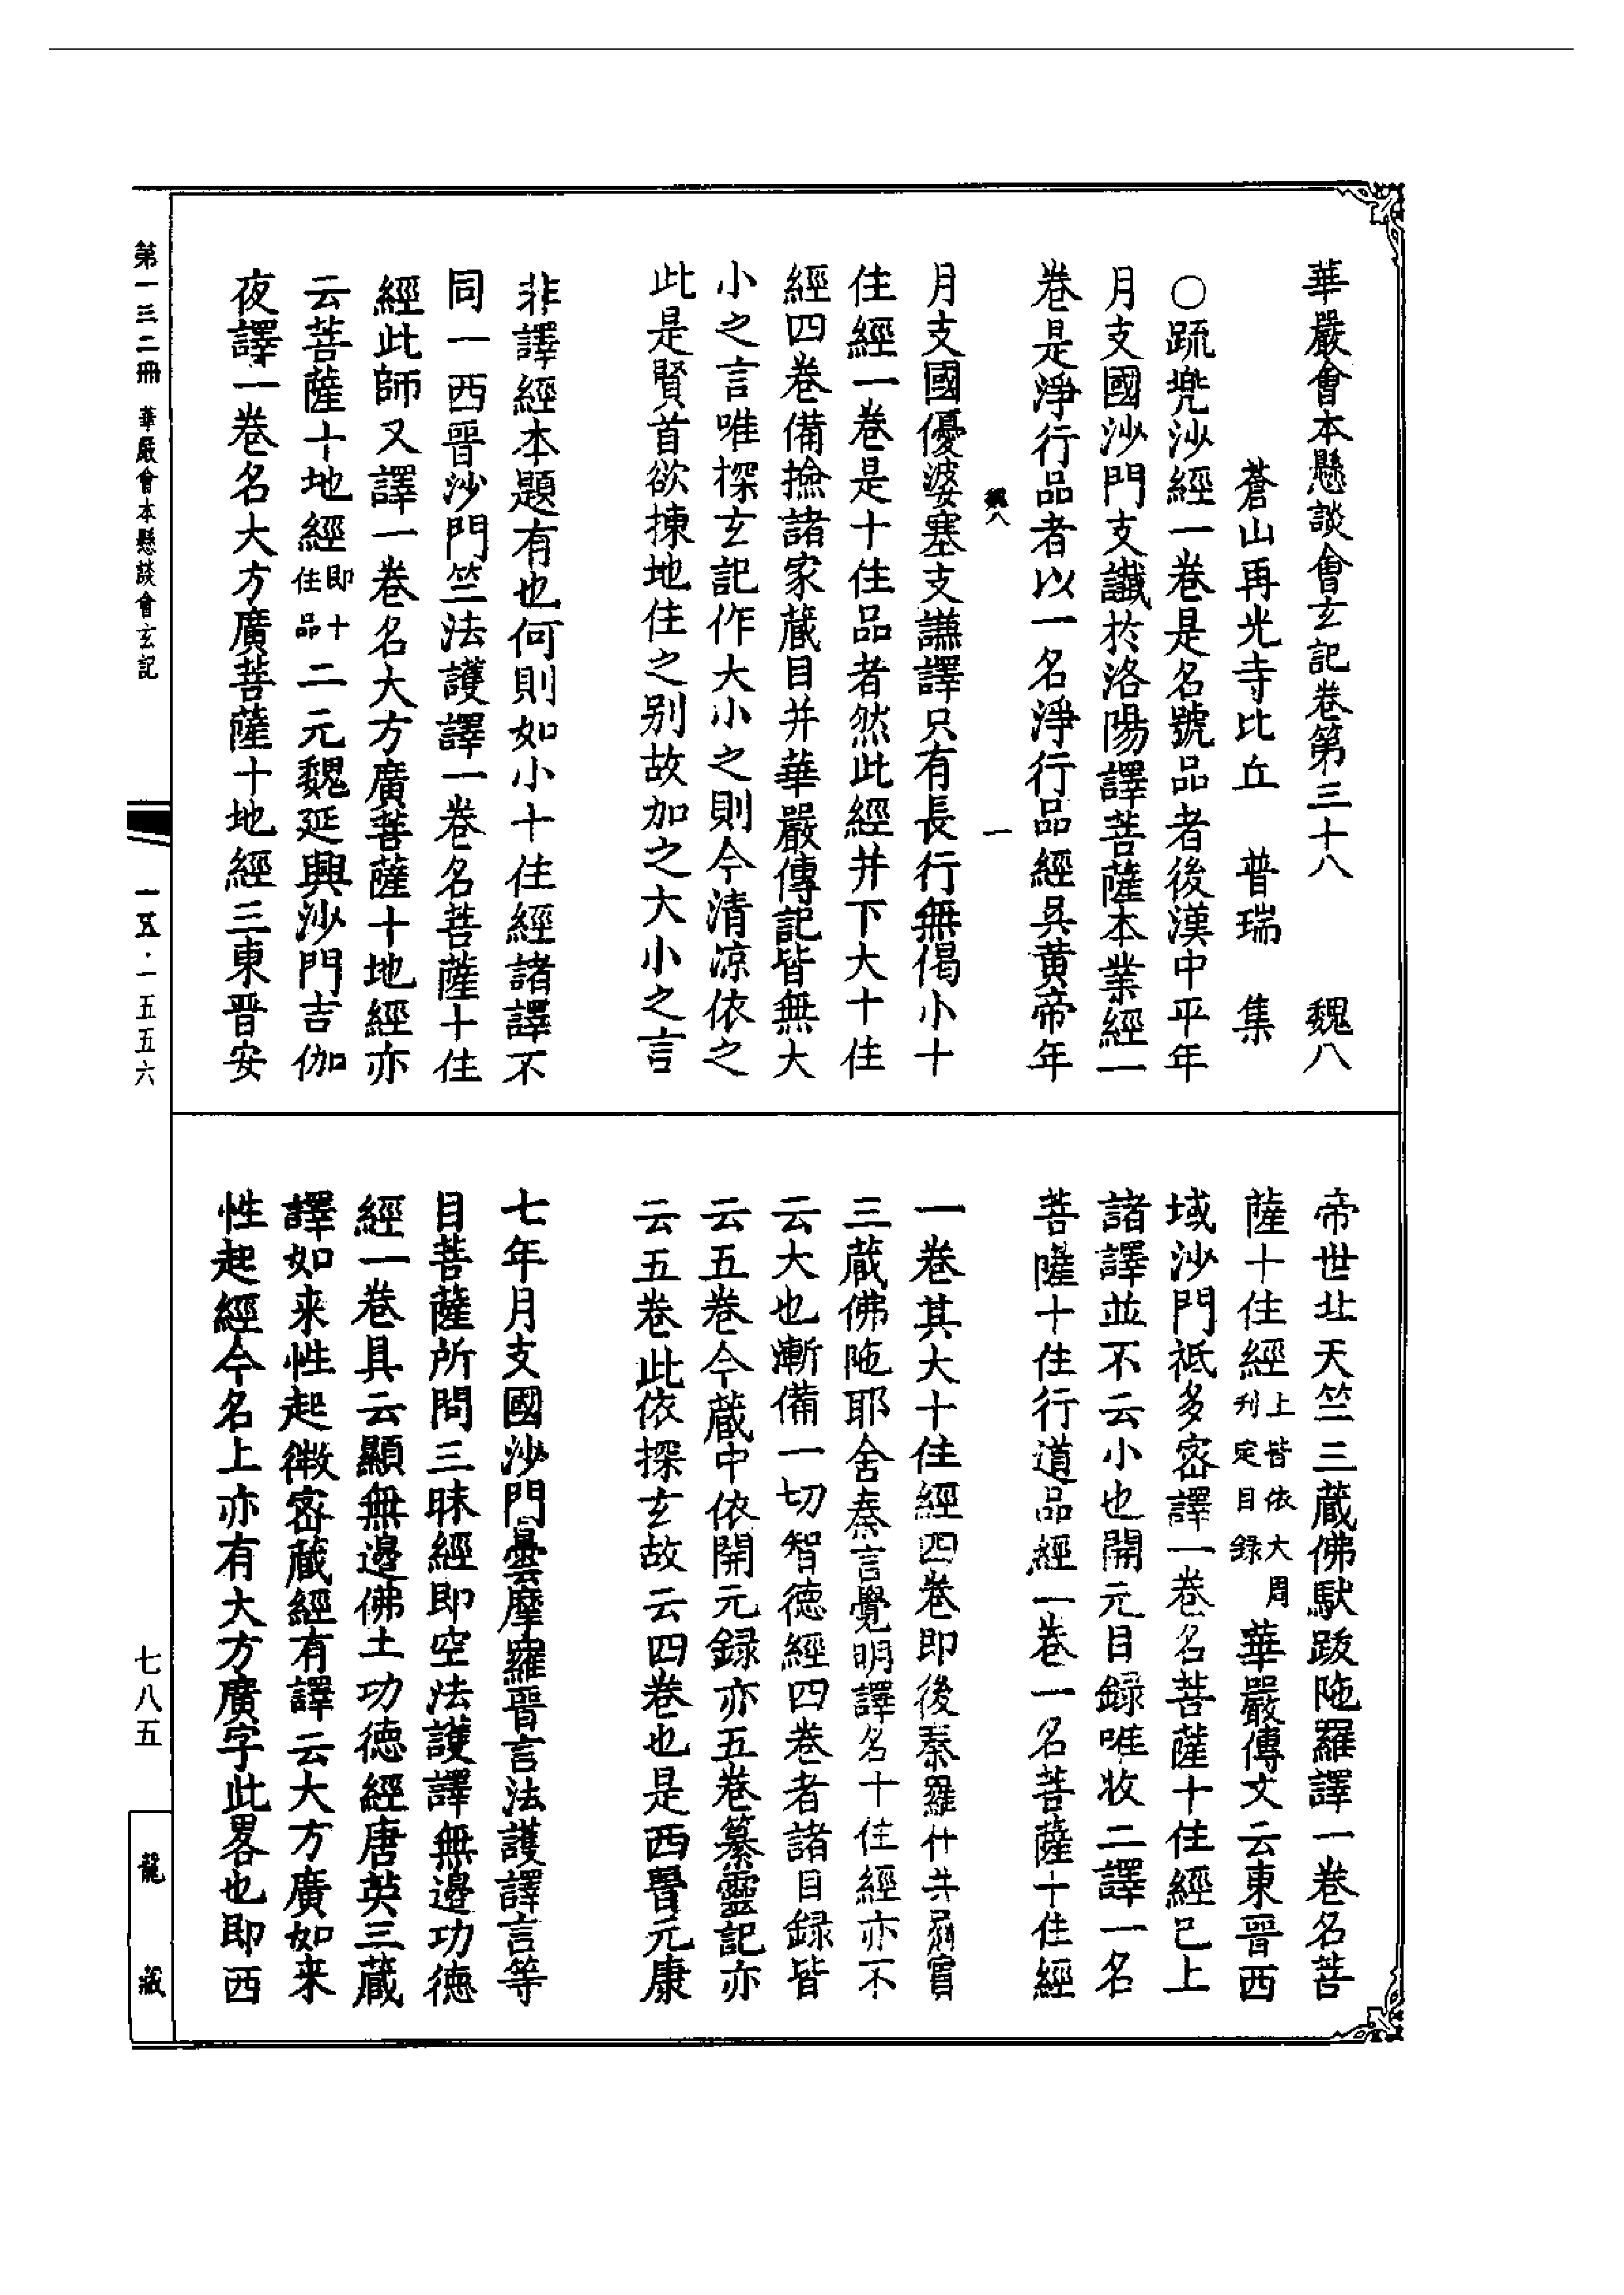 華嚴會本懸談會玄記卷第三十八　魏八
蒼山再光寺比丘　普瑞　集
○䟽兠沙經一卷是名號品者後漢中平年
月支國沙門支讖於洛陽譯菩薩本業經一
卷是淨行品者以一名淨行品經吳黃帝年
魏八　一
月支國優婆塞支謙譯只有長行無偈小十
住經一卷是十住品者然此經并下大十住
經四卷備撿諸家藏目并華嚴傳記皆無大
小之言唯探玄記作大小之則今清凉依之
此是賢首欲揀地住之别故加之大小之言
非譯經本題有也何則如小十住經諸譯不
同一西晋沙門竺法護譯一卷名菩薩十住
經此師又譯一卷名大方廣菩薩十地經亦
云菩薩十地經即十住品二元魏延興沙門吉伽
夜譯一卷名大方廣菩薩十地經三東晋安
帝世北天竺三藏佛馱跋陁羅譯一卷名菩
薩十住經上皆依大周刋定目録華嚴傳文云東晋西
域沙門祇多宻譯一卷名菩薩十住經已上
諸譯並不云小也開元目録唯收二譯一名
菩薩十住行道品經一卷一名菩薩十住經
一卷其大十住經四卷即後秦羅什共罽賓
三藏佛陁耶舍秦言覺明譯名十住經亦不
云大也漸備一切智德經四卷者諸目録皆
云五卷今藏中依開元録亦五卷纂靈記亦
云五卷此依探玄故云四卷也是西晉元康
七年月支國沙門曇摩羅晋言法護譯言等
目菩薩所問三昧經即空法護譯無邊功德
經一卷具云顯無邊佛土功德經唐英三藏
譯如来性起微宻藏經有譯云大方廣如来
性起經今名上亦有大方廣字此畧也即西
第一三二冊　華嚴會本懸談會玄記
一五五·一五五六
七八五
龍藏